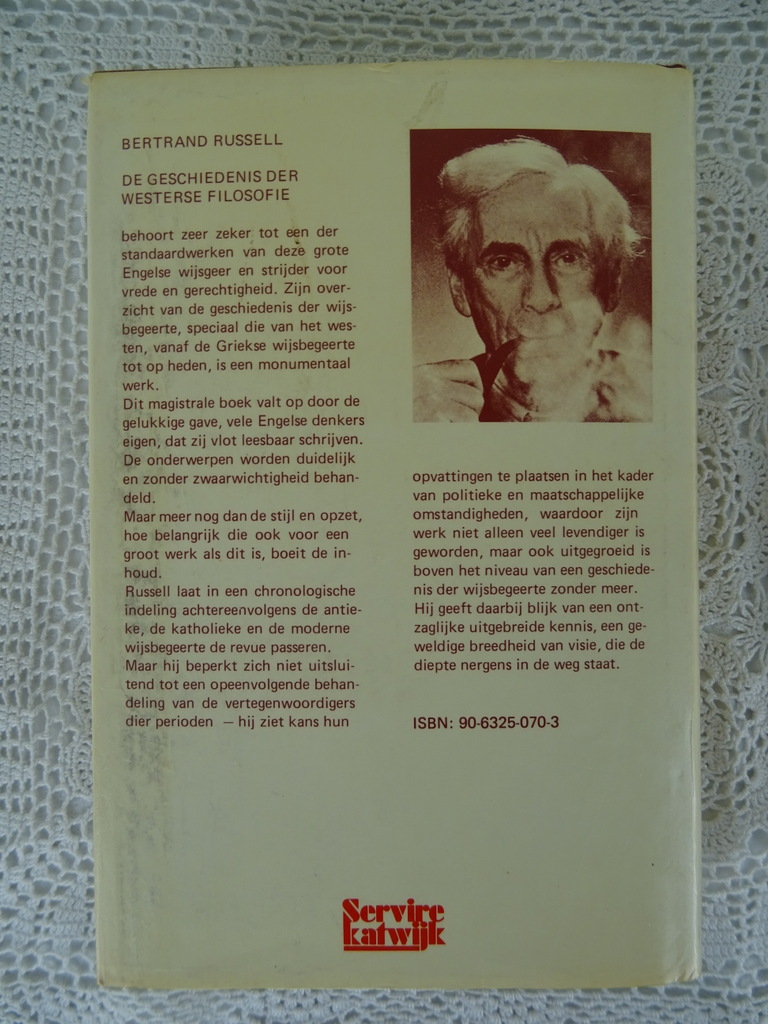 BERTRAND RUSSELL
DE GESCHIEDENIS DER
WESTERSE FILOSOFIE
behoort zeer zeker tot een der
standaardwerken van deze grote
Engelse wijsgeer en strijder voor
vrede en gerechtigheid. Zijn over-
zicht van de geschiedenis der wijs-
begeerte, speciaal die van het wes-
ten, vanaf de Griekse wijsbegeerte
tot op heden, is een monumentaal
werk.
Dit magistrale boek valt op door de
gelukkige gave, vele Engelse denkers
eigen, dat zij vlot leesbaar schrijven.
De onderwerpen worden duidelijk
en zonder zwaarwichtigheid behan-
deld.
Maar meer nog dan de stijl en opzet,
hoe belangrijk die ook voor een
groot werk als dit is, boeit de in-
houd.
Russell laat in een chronologische
indeling achtereenvolgens de antie-
ke, de katholieke en de moderne
wijsbegeerte de revue passeren.
Maar hij beperkt zich niet uitslui-
tend tot een opeenvolgende behan-
deling van de vertegenwoordigers
dier perioden — hij ziet kans hun
opvattingen te plaatsen in het kader
van politieke en maatschappelijke
omstandigheden, waardoor zijn
werk niet alleen veel levendiger is
geworden, maar ook uitgegroeid is
boven het niveau van een geschiede-
nis der wijsbegeerte zonder meer.
Hij geeft daarbij blijk van een ont-
zaglijke uitgebreide kennis, een ge-
weldige breedheid van visie, die de
diepte nergens in de weg staat.
ISBN: 90-6325-070-3
Servire
katwijk